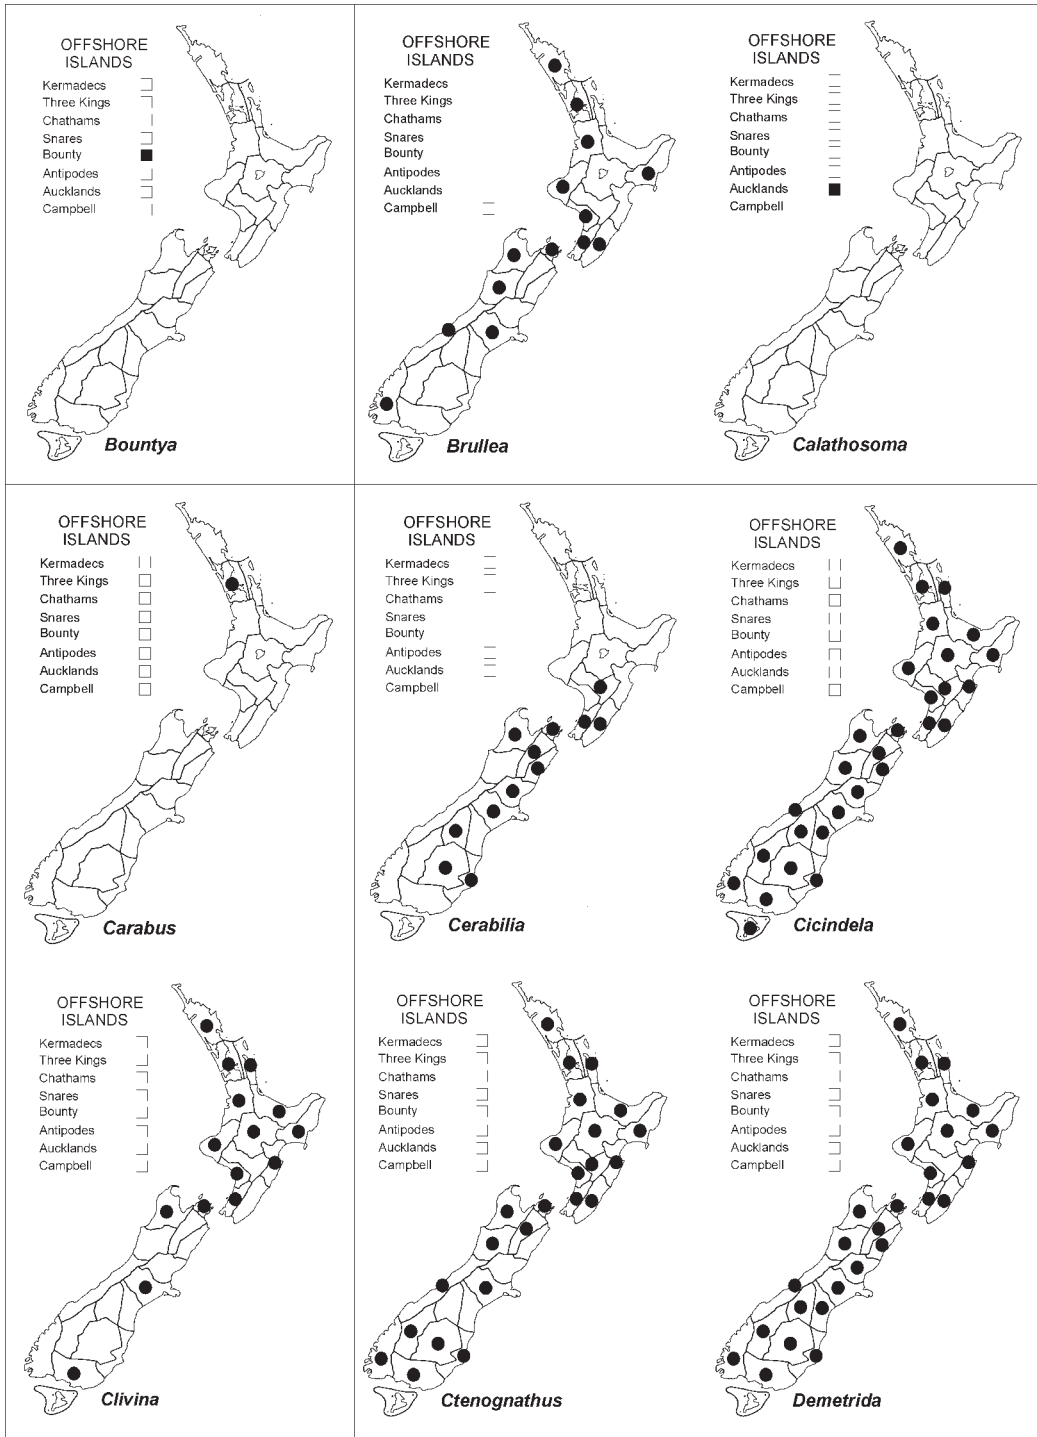 OFFSHORE
ISLANDS
Kermadecs
Three Kings
Chathams
Snares
Bounty
Antipodes
Aucklands
Campbell
Bountya
OFFSHORE
ISLANDS
Kermadecs
Three Kings
Chathams
Snares
Bounty
Antipodes
Aucklands
Campbell
Brullea
OFFSHORE
ISLANDS
Kermadecs
Three Kings
Chathams
Snares
Bounty
Antipodes
Aucklands
Campbell
Calathosoma
OFFSHORE
ISLANDS
Kermadecs
Three Kings
Chathams
Snares
Bounty
Antipodes
Aucklands
Campbell
Carabus
OFFSHORE
ISLANDS
Kermadecs
Three Kings
Chathams
Snares
Bounty
Antipodes
Aucklands
Campbell
Cerabilia
OFFSHORE
ISLANDS
Kermadecs
Three Kings
Chathams
Snares
Bounty
Antipodes
Aucklands
Campbell
Cicindela
OFFSHORE
ISLANDS
Kermadecs
Three Kings
Chathams
Snares
Bounty
Antipodes
Aucklands
Campbell
Clivina
OFFSHORE
ISLANDS
Kermadecs
Three Kings
Chathams
Snares
Bounty
Antipodes
Aucklands
Campbell
Ctenognathus
OFFSHORE
ISLANDS
Kermadecs
Three Kings
Chathams
Snares
Bounty
Antipodes
Aucklands
Campbell
Demetrida